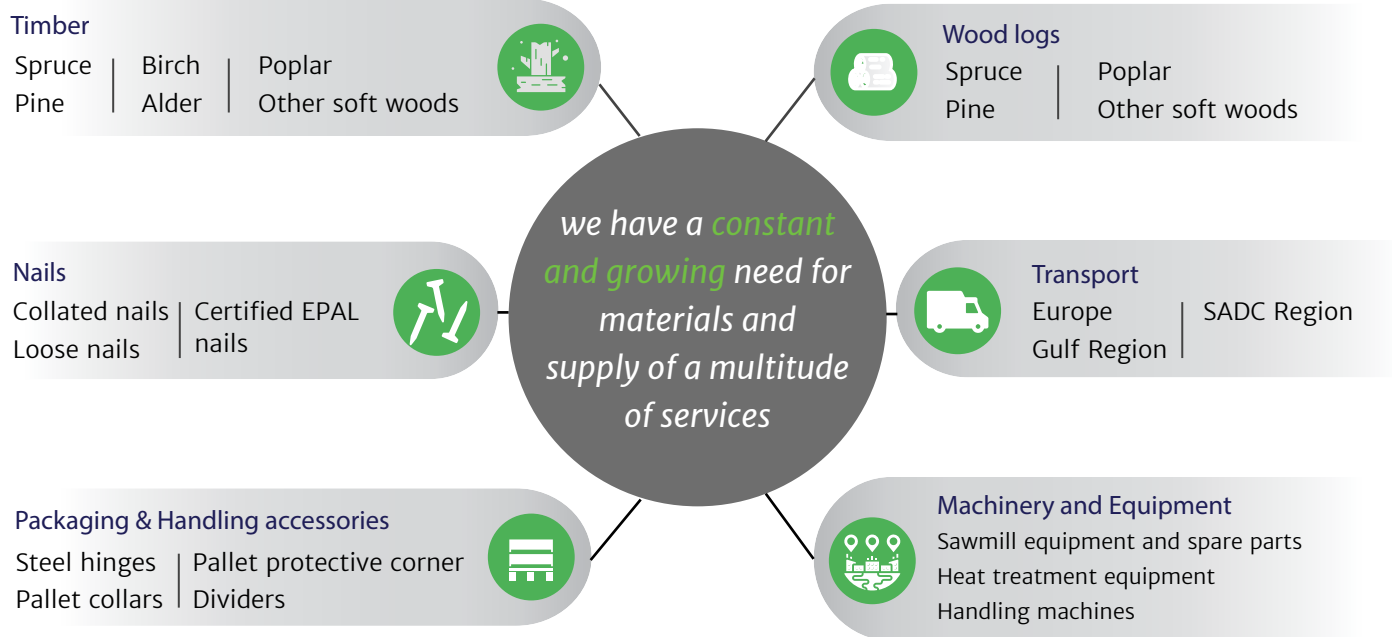 Timber
Spruce
Pine
Birch
Alder
Poplar
Other soft woods
Wood logs
Spruce
Pine
Poplar
Other soft woods
we have a constant
and growing need for
materials and
supply of a multitude
of services
Nails
Collated nails
Loose nails
Certified EPAL
nails
Transport
Europe
Gulf Region
SADC Region
Packaging & Handling accessories
Steel hinges
Pallet collars
Pallet protective corner
Dividers
Machinery and Equipment
Sawmill equipment and spare parts
Heat treatment equipment
Handling machines